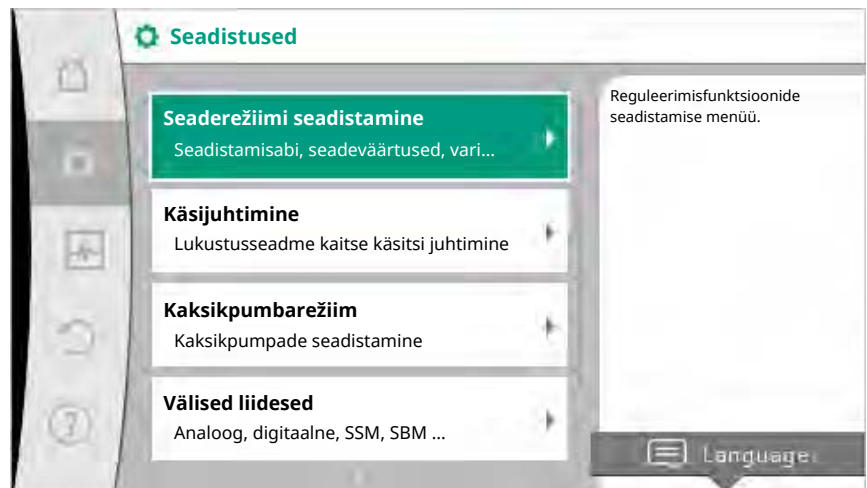 Seadistused
Seaderežiimi seadistamine
Seadistamisabi, seadeväärtused, vari...
Käsijuhtimine
Lukustusseadme kaitse käsitsi juhtimine
Kaksikpumbarežiim
Kaksikpumpade seadistamine
Välised liidesed
Analoog, digitaalne, SSM, SBM ...
Reguleerimisfunktsioonide
seadistamise menüü.
Language